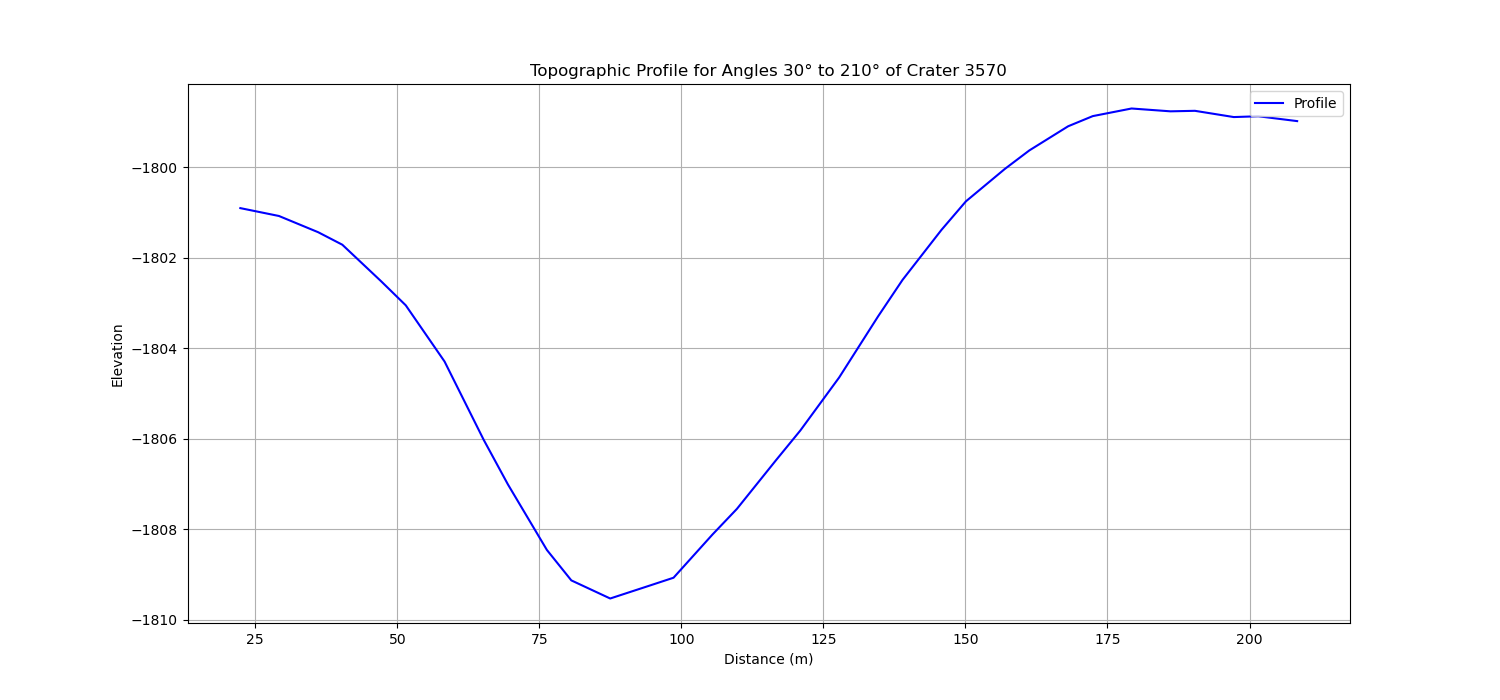 Topographic Profile for Angles 30° to 210° of Crater 3570
Profile
−1800
−1802
−1804
−1806
−1808
−1810
Elevation
25 50 75 100 125 150 175 200
Distance (m)